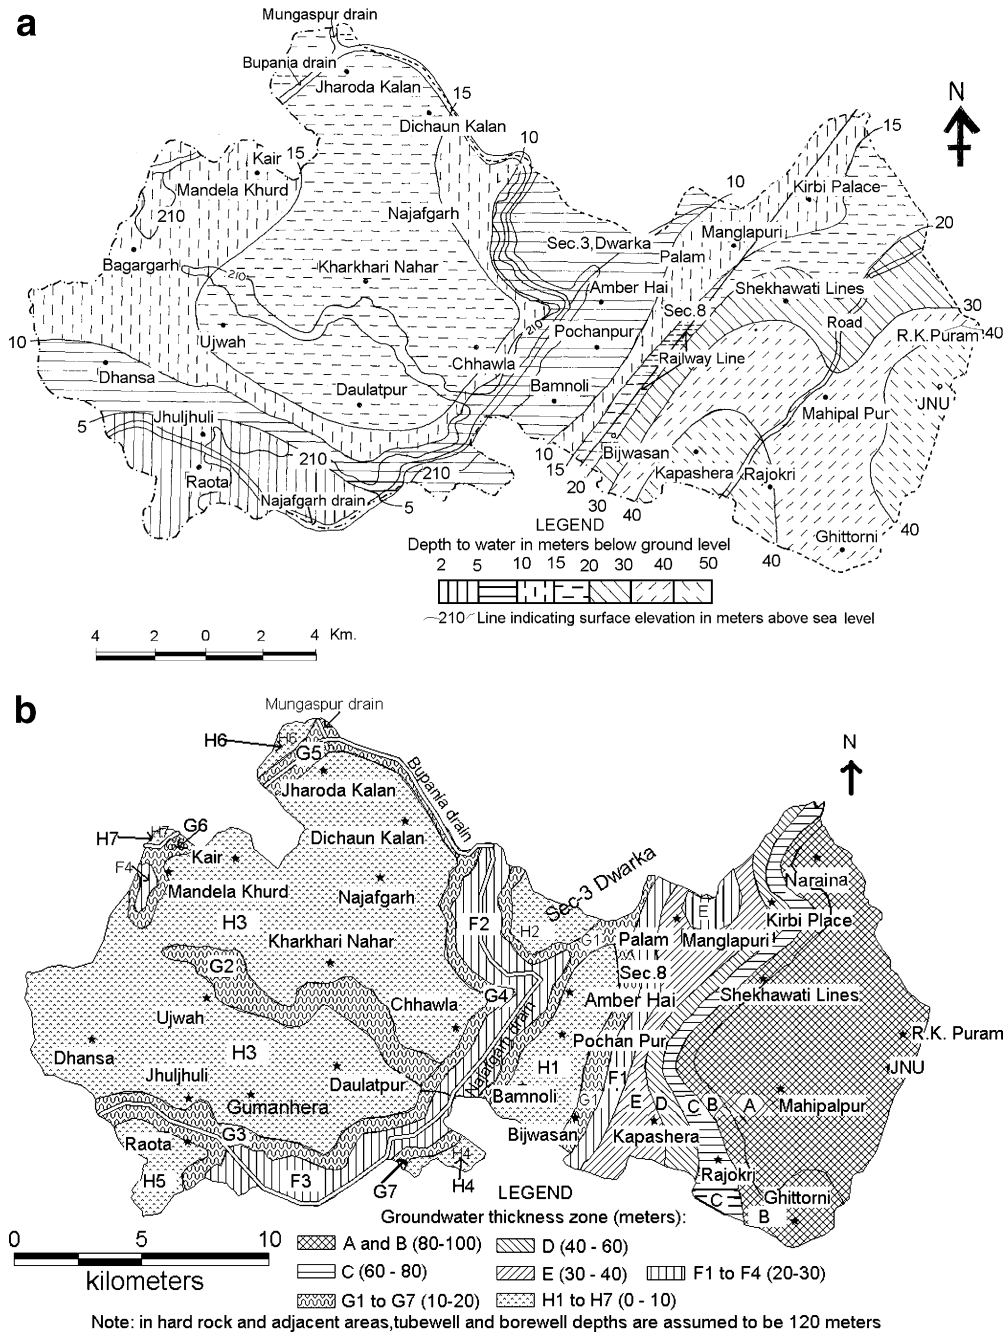 a
Mungaspur drain
Bupania drain
N
Jharoda Kalan
15
Dichaun Kalan
15
10
Kair
15
Mandela Khurd
Kirbi Palace
10
210
Najafgarh
20
Manglapuri
Sec.3, Dwarka
Palam
Bagargarh
210
Kharkhari Nahar
Amber Hai
Shekhawati Lines
30
Sec.8
Road
210
Pochanpur
R.K.Puram
40
10
Ujwah
Chhawla
Railway Line
Dhansa
Daulatpur
Bamnoli
JNU
Mahipal Pur
Jhuljhuli
5
210
10
Bijwasan
15
210
Kapashera
Rajokri
Raota
20
Najafgarh drain
5
30
40
40
40
LEGEND
Ghittorni
Depth to water in meters below ground level
2 5 10 15 20 30 40 50
210 Line indicating surface elevation in meters above sea level
4 2 0 2 4 Km.
b
Mungaspur drain
H6
H6
G5
N
Bupania drain
Jharoda Kalan
G6
H7
H7
G6
Dichaun Kalan
Kair
F4
Mandela Khurd
Najafgarh
Sec-3 Dwarka
Naraina
H3
F2
H2
G1
E
Kirbi Place
Palam
Manglapuri
Kharkhari Nahar
G2
Sec.8
Chhawla
G4
Amber Hai
Shekhawati Lines
Ujwah
Najafgarh drain
R.K. Puram
Dhansa
H3
Pochan Pur
JNU
Jhuljhuli
H1
F1
Daulatpur
Bamnoli
G1
E
D
C
B
A
Mahipalpur
Gumanhera
Raota
G3
Bijwasan
Kapashera
H5
F3
G7
H4
H4
Rajokri
C
Ghittorni
B
LEGEND
Groundwater thickness zone (meters):
A and B (80-100)
D (40 - 60)
C (60 - 80)
E (30 - 40)
F1 to F4 (20-30)
G1 to G7 (10-20)
H1 to H7 (0 - 10)
0 5 10
kilometers
Note: in hard rock and adjacent areas,tubewell and borewell depths are assumed to be 120 meters